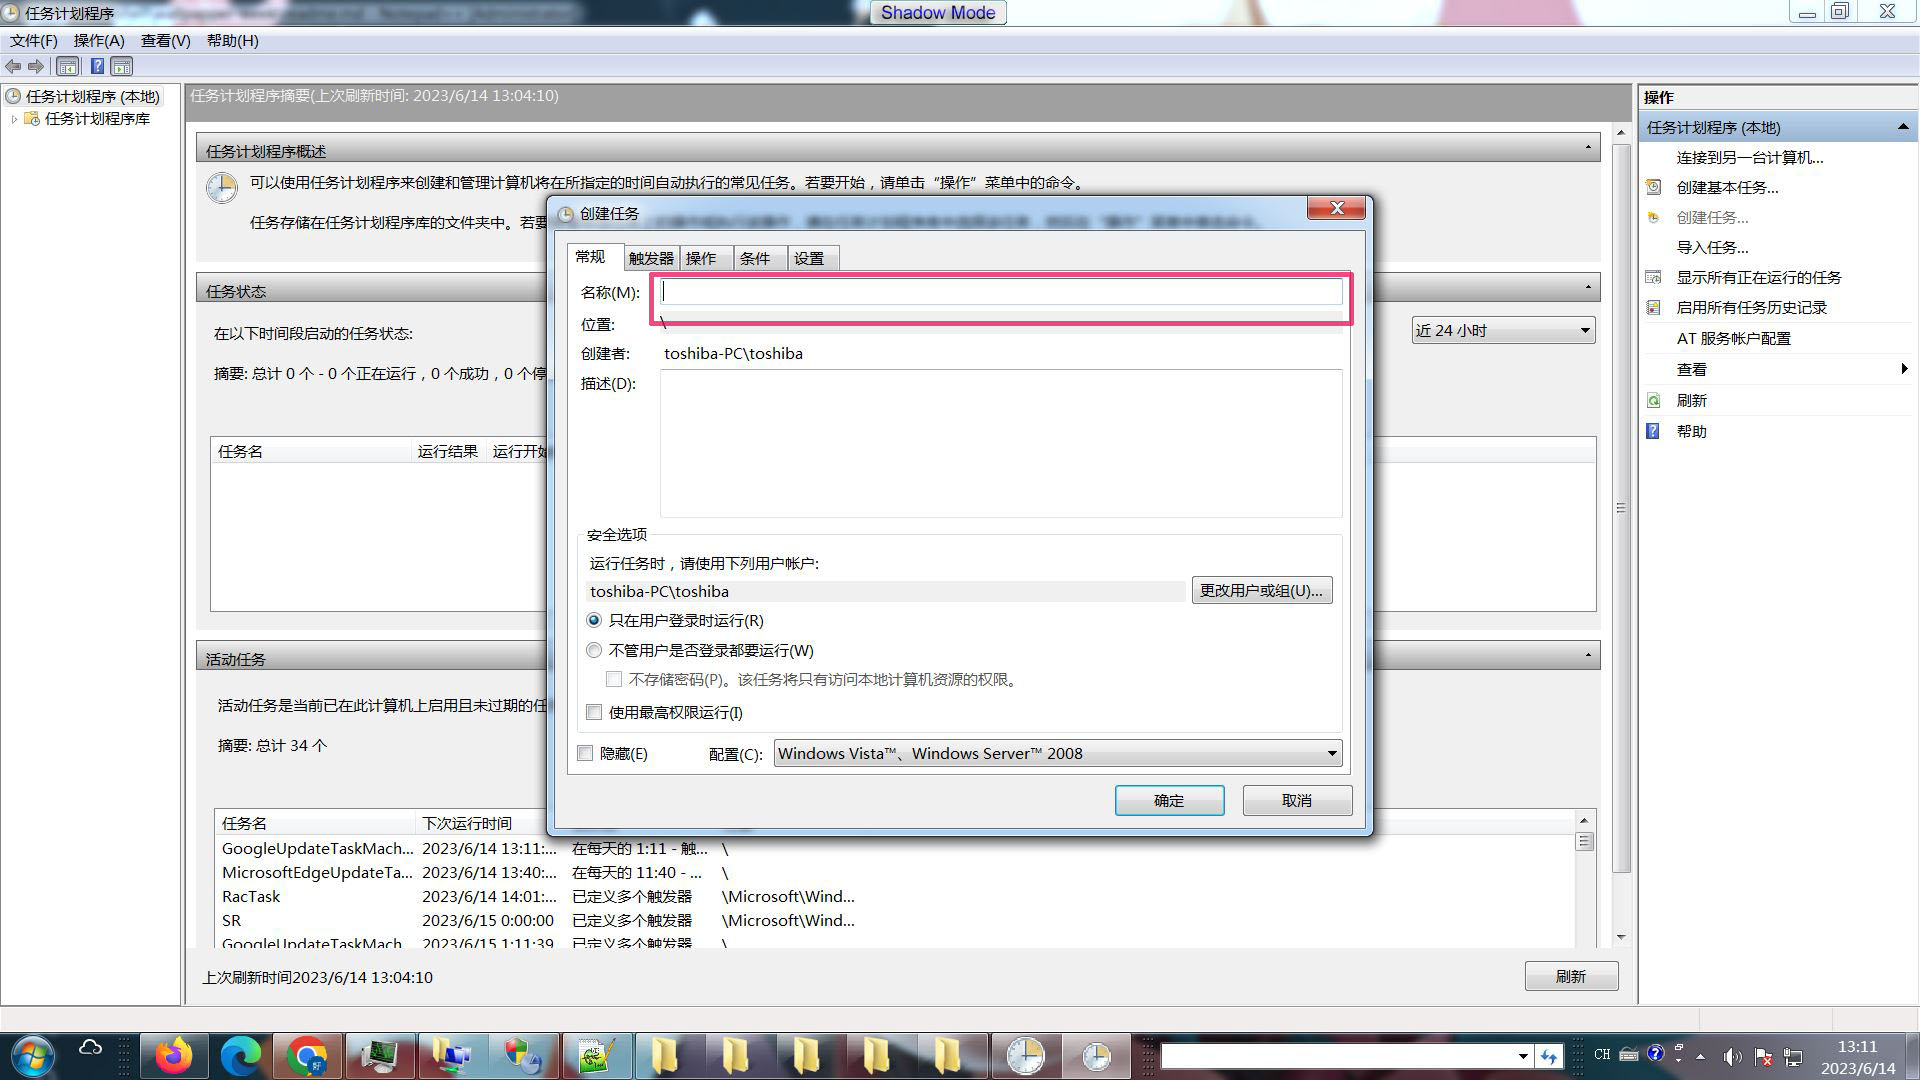 任务计划程序
Shadow Mode
文件(F) 操作(A) 查看(V) 帮助(H)
任务计划程序 (本地)
任务计划程序库
任务计划程序摘要(上次刷新时间: 2023/6/14 13:04:10)
任务计划程序概述
可以使用任务计划程序来创建和管理计算机将在所指定的时间自动执行的常见任务。若要开始，请单击“操作”菜单中的命令。
任务存储在任务计划程序库的文件夹中。若要
任务状态
在以下时间段启动的任务状态:
近 24 小时
摘要: 总计 0 个 - 0 个正在运行，0 个成功，0 个停
任务名 运行结果 运行开始
活动任务
活动任务是当前已在此计算机上启用且未过期的任
摘要: 总计 34 个
任务名 下次运行时间
GoogleUpdateTaskMach... 2023/6/14 13:11:... 在每天的 1:11 - 触... \
MicrosoftEdgeUpdateTa... 2023/6/14 13:40:... 在每天的 11:40 - ... \
RacTask 2023/6/14 14:01:... 已定义多个触发器 \Microsoft\Wind...
SR 2023/6/15 0:00:00 已定义多个触发器 \Microsoft\Wind...
GoogleUpdateTaskMach 2023/6/15 1:11:39 已定义多个触发器 \
上次刷新时间2023/6/14 13:04:10
刷新
创建任务
常规 触发器 操作 条件 设置
名称(M):
位置: \
创建者: toshiba-PC\toshiba
描述(D):
安全选项
运行任务时，请使用下列用户帐户:
toshiba-PC\toshiba
更改用户或组(U)...
只在用户登录时运行(R)
不管用户是否登录都要运行(W)
不存储密码(P)。该任务将只有访问本地计算机资源的权限。
使用最高权限运行(I)
隐藏(E) 配置(C): Windows Vista™、Windows Server™ 2008
确定 取消
操作
任务计划程序 (本地)
连接到另一台计算机...
创建基本任务...
创建任务...
导入任务...
显示所有正在运行的任务
启用所有任务历史记录
AT 服务帐户配置
查看
刷新
帮助
CH
13:11
2023/6/14